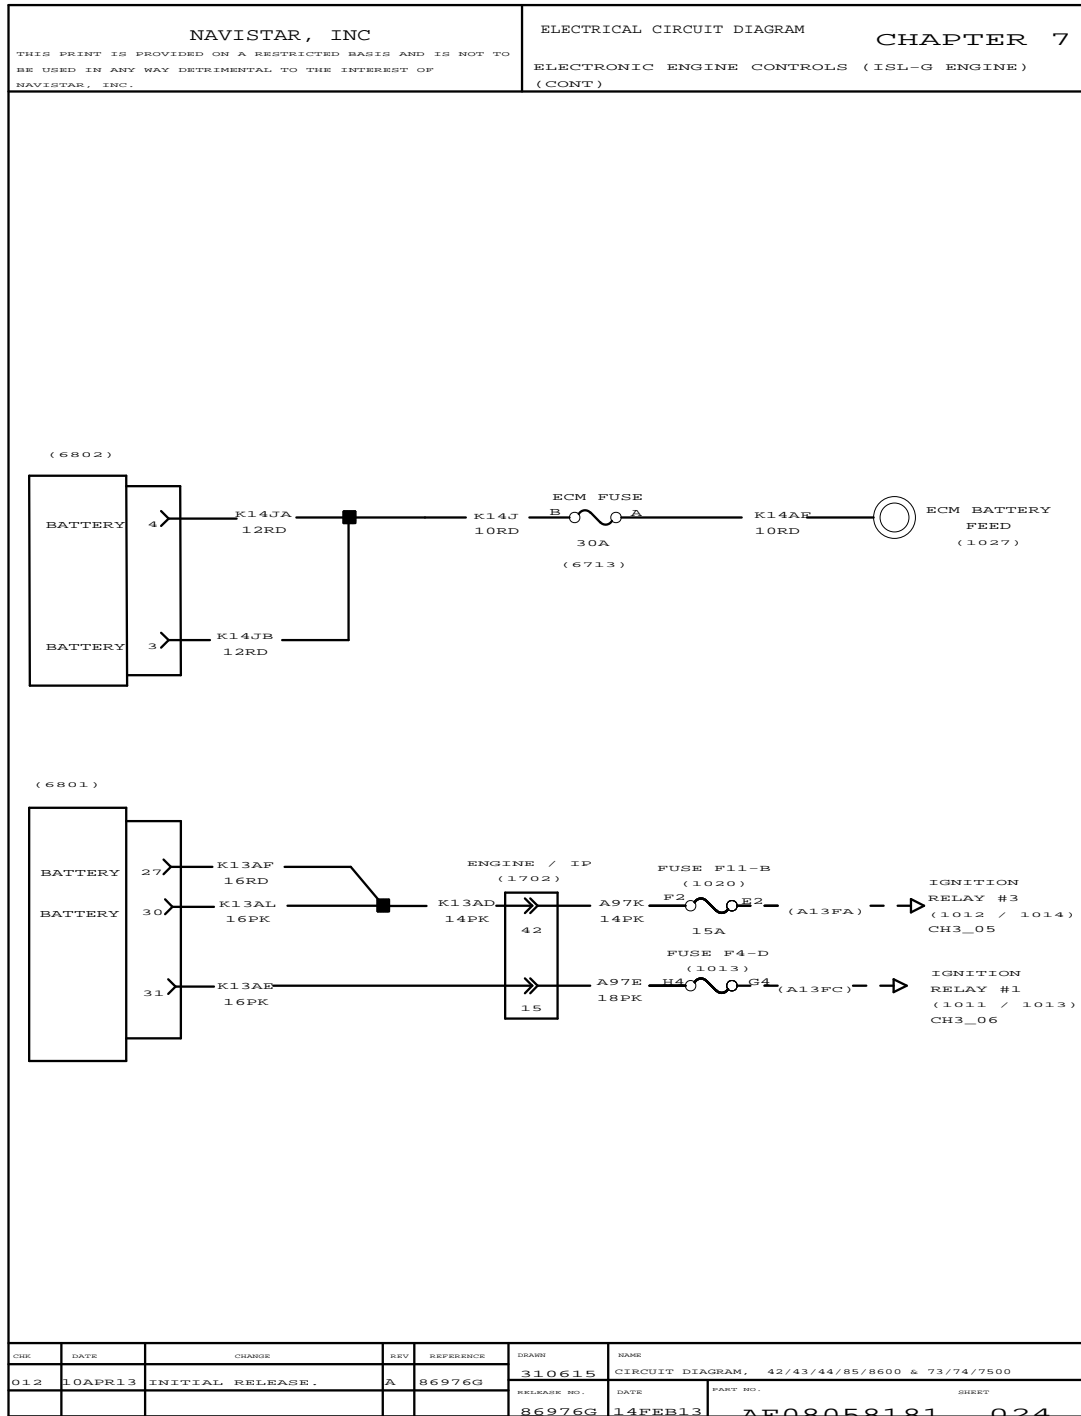 NAVISTAR, INC
THIS PRINT IS PROVIDED ON A RESTRICTED BASIS AND IS NOT TO
BE USED IN ANY WAY DETRIMENTAL TO THE INTEREST OF
NAVISTAR, INC.
ELECTRICAL CIRCUIT DIAGRAM
CHAPTER 7
ELECTRONIC ENGINE CONTROLS (ISL-G ENGINE)
(CONT)
(6802)
BATTERY 4
K14JA
12RD
K14J
10RD
ECM FUSE
B A
30A
(6713)
K14AE
10RD
ECM BATTERY
FEED
(1027)
BATTERY 3
K14JB
12RD
(6801)
BATTERY 27
K13AF
16RD
BATTERY 30
K13AL
16PK
K13AD
14PK
ENGINE / IP
(1702)
42
A97K
14PK
FUSE F11-B
(1020)
F2 E2
15A
(A13FA)
IGNITION
RELAY #3
(1012 / 1014)
CH3_05
31
K13AE
16PK
15
A97E
18PK
FUSE F4-D
(1013)
H4 G4
(A13FC)
IGNITION
RELAY #1
(1011 / 1013)
CH3_06
CHK DATE CHANGE REV REFERENCE
012 10APR13 INITIAL RELEASE. A 86976G
DRAWN
310615
NAME
CIRCUIT DIAGRAM, 42/43/44/85/8600 & 73/74/7500
RELEASE NO.
86976G
DATE
14FEB13
PART NO. SHEET
AF08058181 024